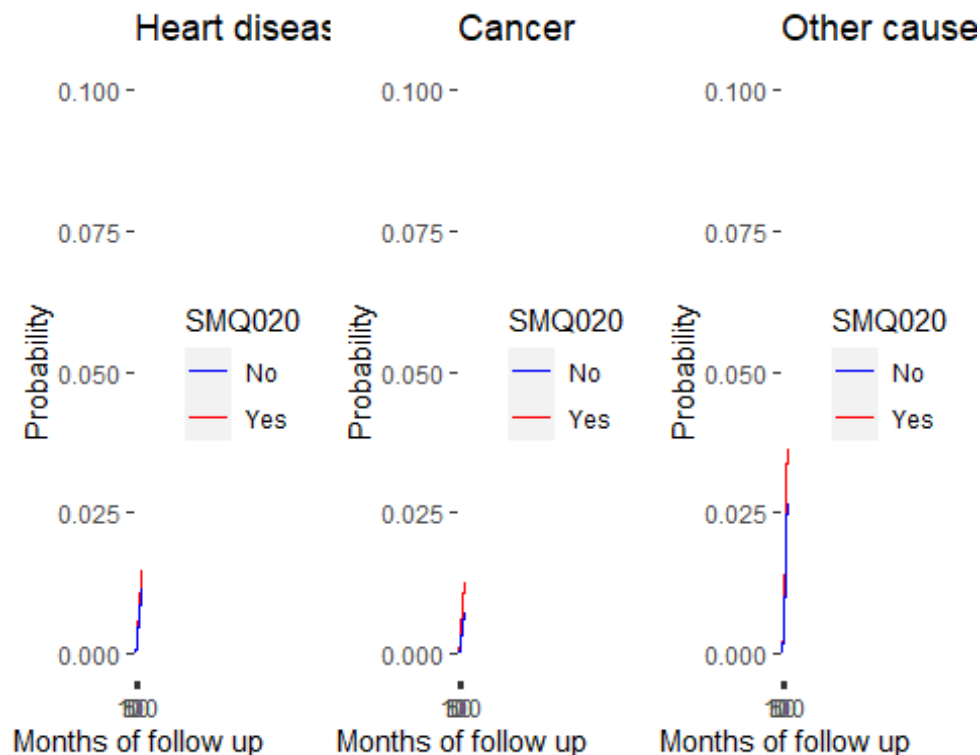 Heart diseas
Cancer
Other cause
0.100
0.100
0.100
0.075
0.075
0.075
0.050
0.050
0.050
0.025
0.025
0.025
0.000
0.000
0.000
Probability
Probability
Probability
SMQ020
No
Yes
SMQ020
No
Yes
SMQ020
No
Yes
Months of follow up
Months of follow up
Months of follow up